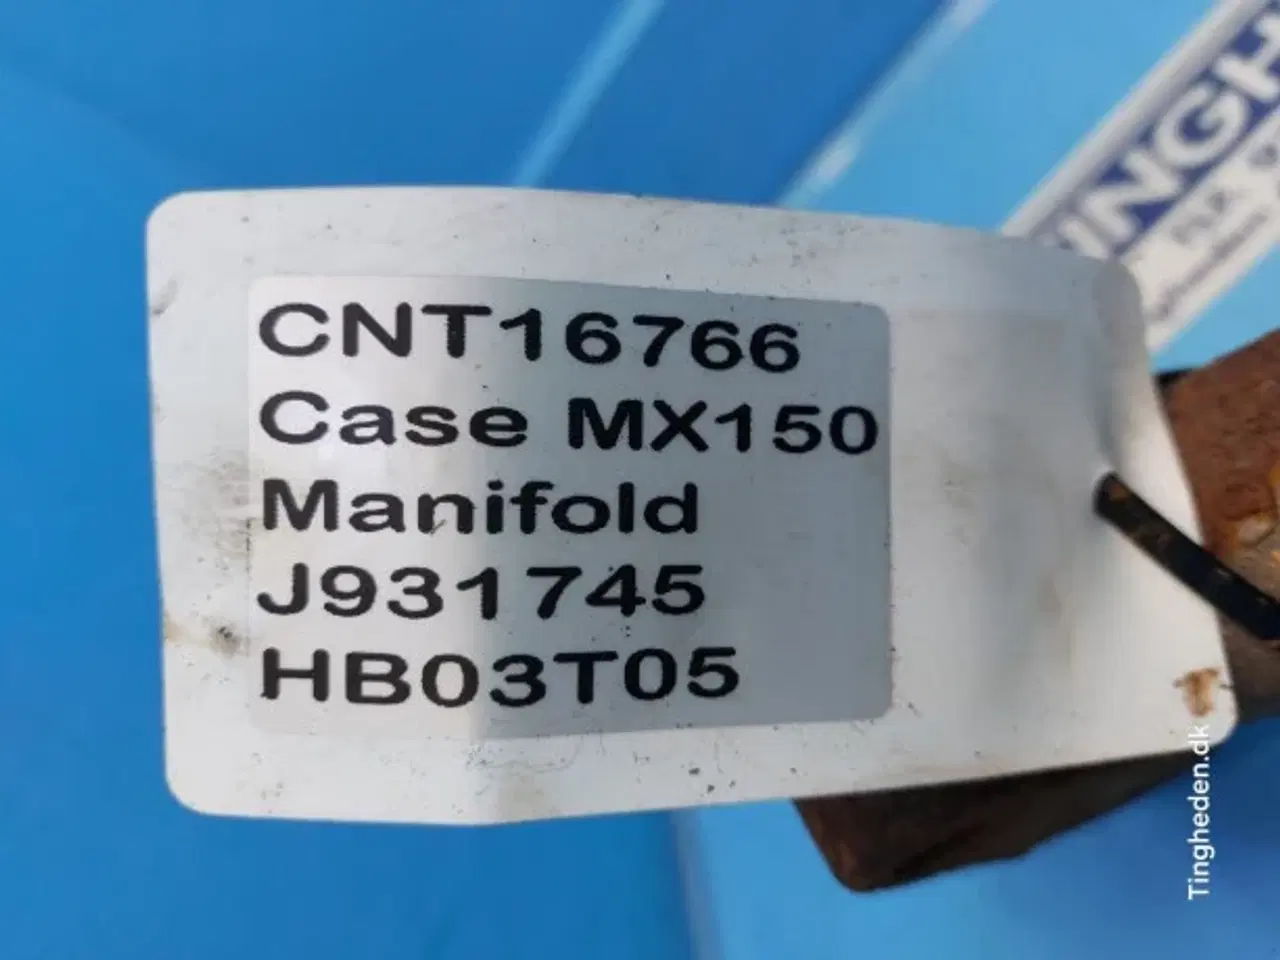 CNT16766
Case MX150
Manifold
J931745
HB03T05
Tingheden.dk